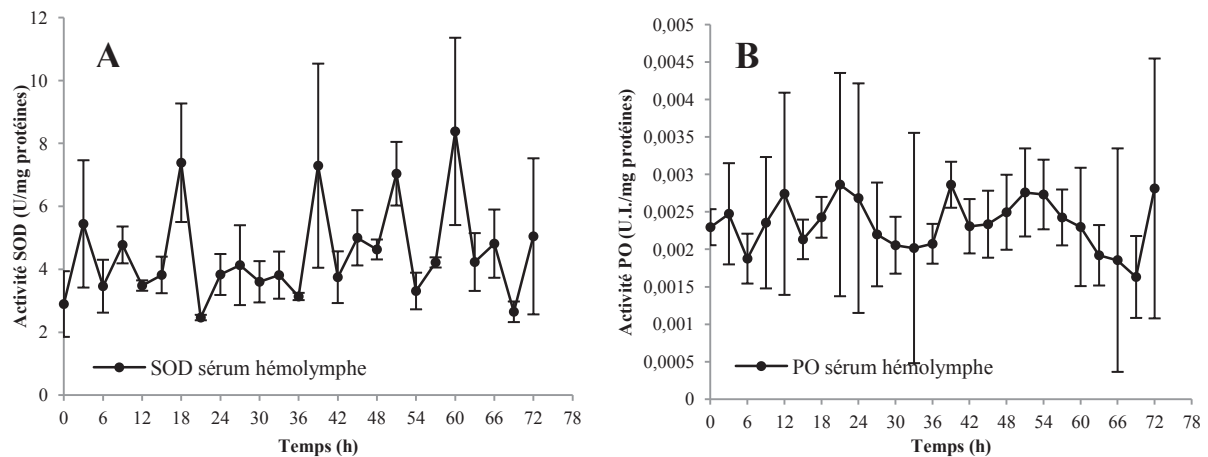 A
Activité SOD (U/mg protéines)
12
10
8
6
4
2
0
SOD sérum hémolymphe
0 6 12 18 24 30 36 42 48 54 60 66 72 78
Temps (h)
B
Activité PO (U.I./mg protéines)
0,005
0,0045
0,004
0,0035
0,003
0,0025
0,002
0,0015
0,001
0,0005
0
PO sérum hémolymphe
0 6 12 18 24 30 36 42 48 54 60 66 72 78
Temps (h)